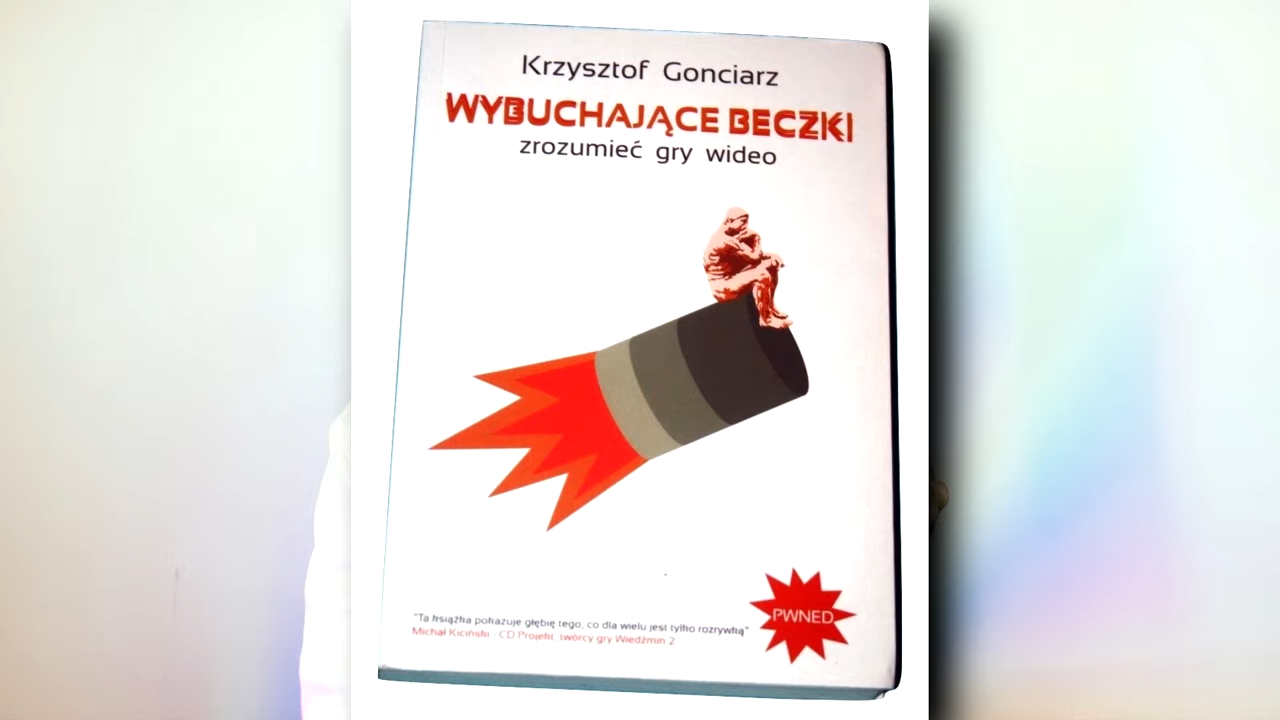 Krzysztof Gonciarz
WYBUCHAJĄCE BECZKI
zrozumieć gry wideo
PWNED
"Ta książka pokazuje głębię tego, co dla wielu jest tylko rozrywką"
Michał Kiciński - CD Projekt, twórcy gry Wiedźmin 2